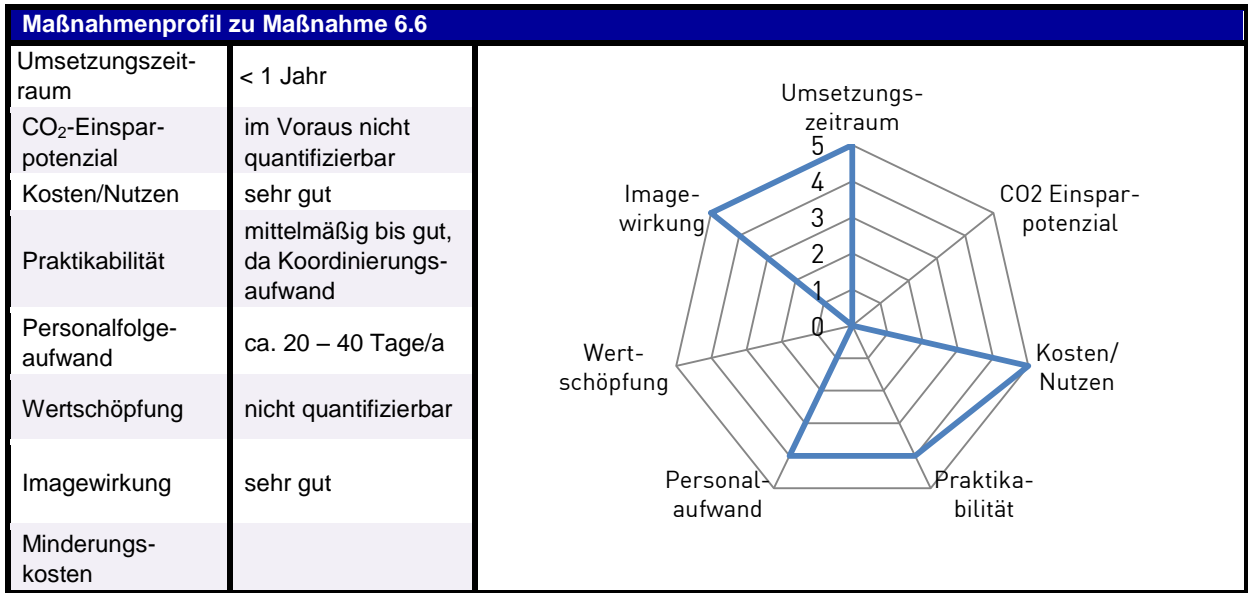 Maßnahmenprofil zu Maßnahme 6.6
Umsetzungszeit-
raum
< 1 Jahr
CO₂-Einspar-
potenzial
im Voraus nicht
quantifizierbar
Kosten/Nutzen
sehr gut
Praktikabilität
mittelmäßig bis gut,
da Koordinierungs-
aufwand
Personalfolge-
aufwand
ca. 20 – 40 Tage/a
Wertschöpfung
nicht quantifizierbar
Imagewirkung
sehr gut
Minderungs-
kosten
Umsetzungs-
zeitraum
5
4
3
2
1
0
CO2 Einspar-
potenzial
Kosten/
Nutzen
Praktika-
bilität
Personal-
aufwand
Wert-
schöpfung
Image-
wirkung